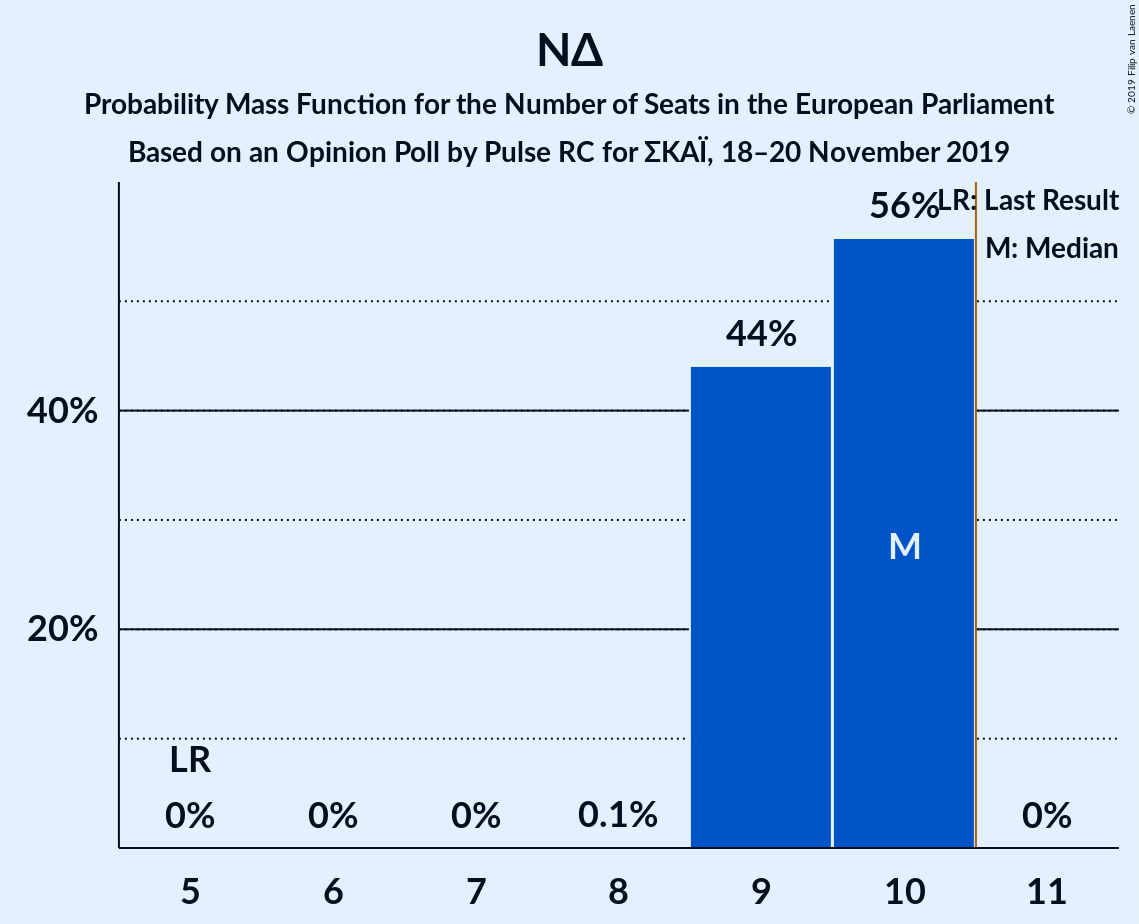 ΝΔ
Probability Mass Function for the Number of Seats in the European Parliament
Based on an Opinion Poll by Pulse RC for ΣΚΑΪ, 18–20 November 2019
© 2019 Filip van Laenen
LR: Last Result
M: Median
56%
44%
40%
M
20%
LR
0%
0%
0%
0.1%
0%
5
6
7
8
9
10
11